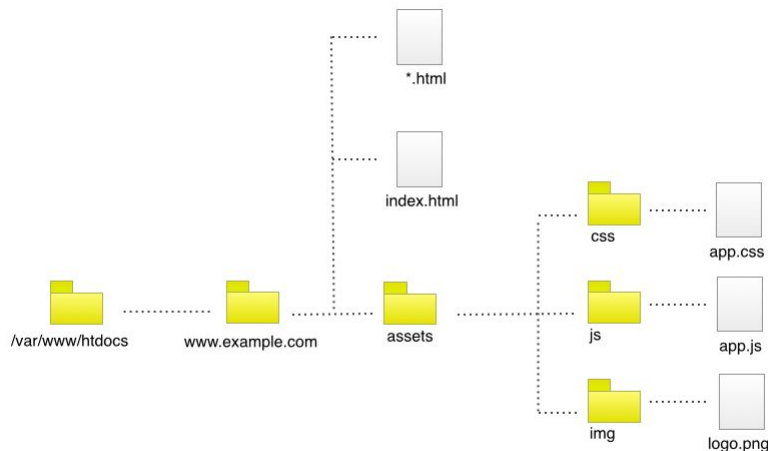 *.html
index.html
css
app.css
/var/www/htdocs
www.example.com
assets
js
app.js
img
logo.png